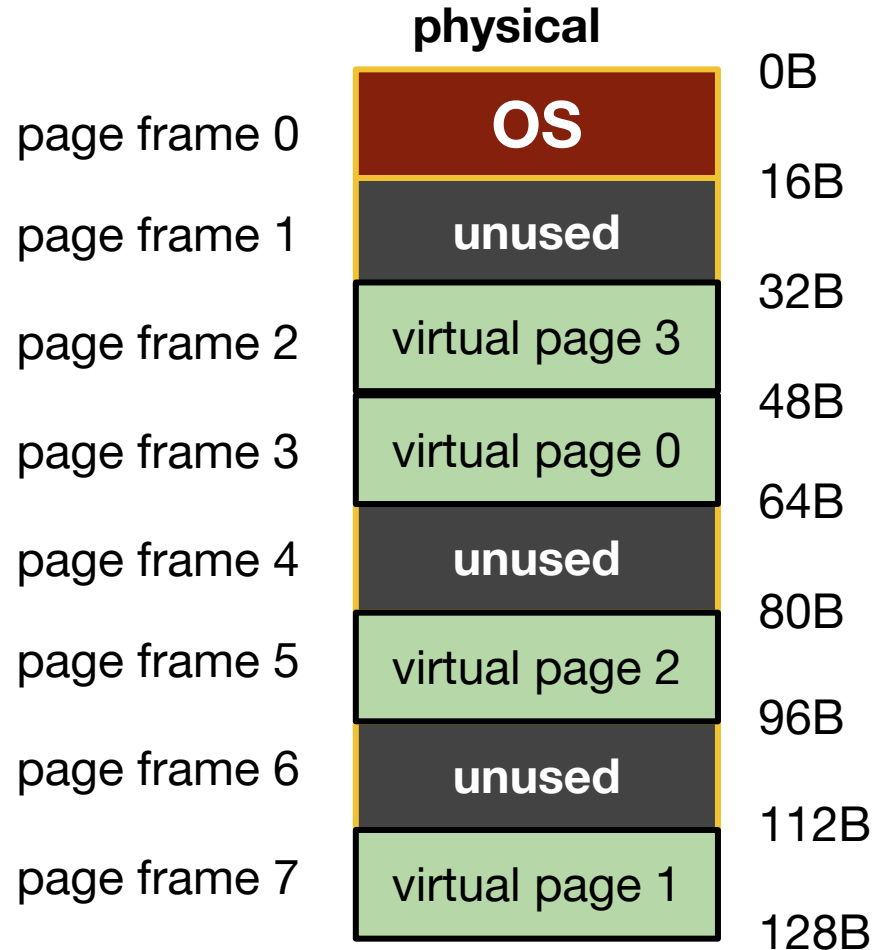 physical
0B
page frame 0 OS
16B
page frame 1 unused
32B
page frame 2 virtual page 3
48B
page frame 3 virtual page 0
64B
page frame 4 unused
80B
page frame 5 virtual page 2
96B
page frame 6 unused
112B
page frame 7 virtual page 1
128B